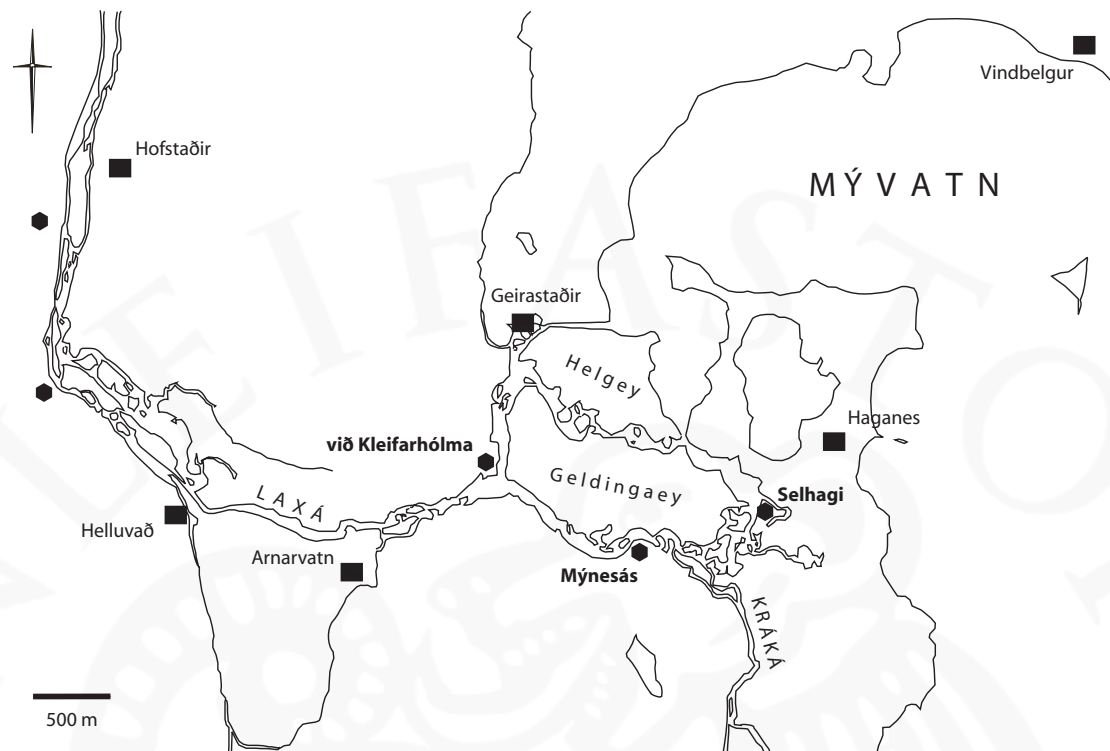 Vindbelgur
Hofstaðir
MÝVATN
Geirastaðir
Helgey
Haganes
við Kleifarhólma
Geldingaey
Selhagi
LAXÁ
Helluvað
Arnarvatn
Mýnesás
KRÁKÁ
500 m